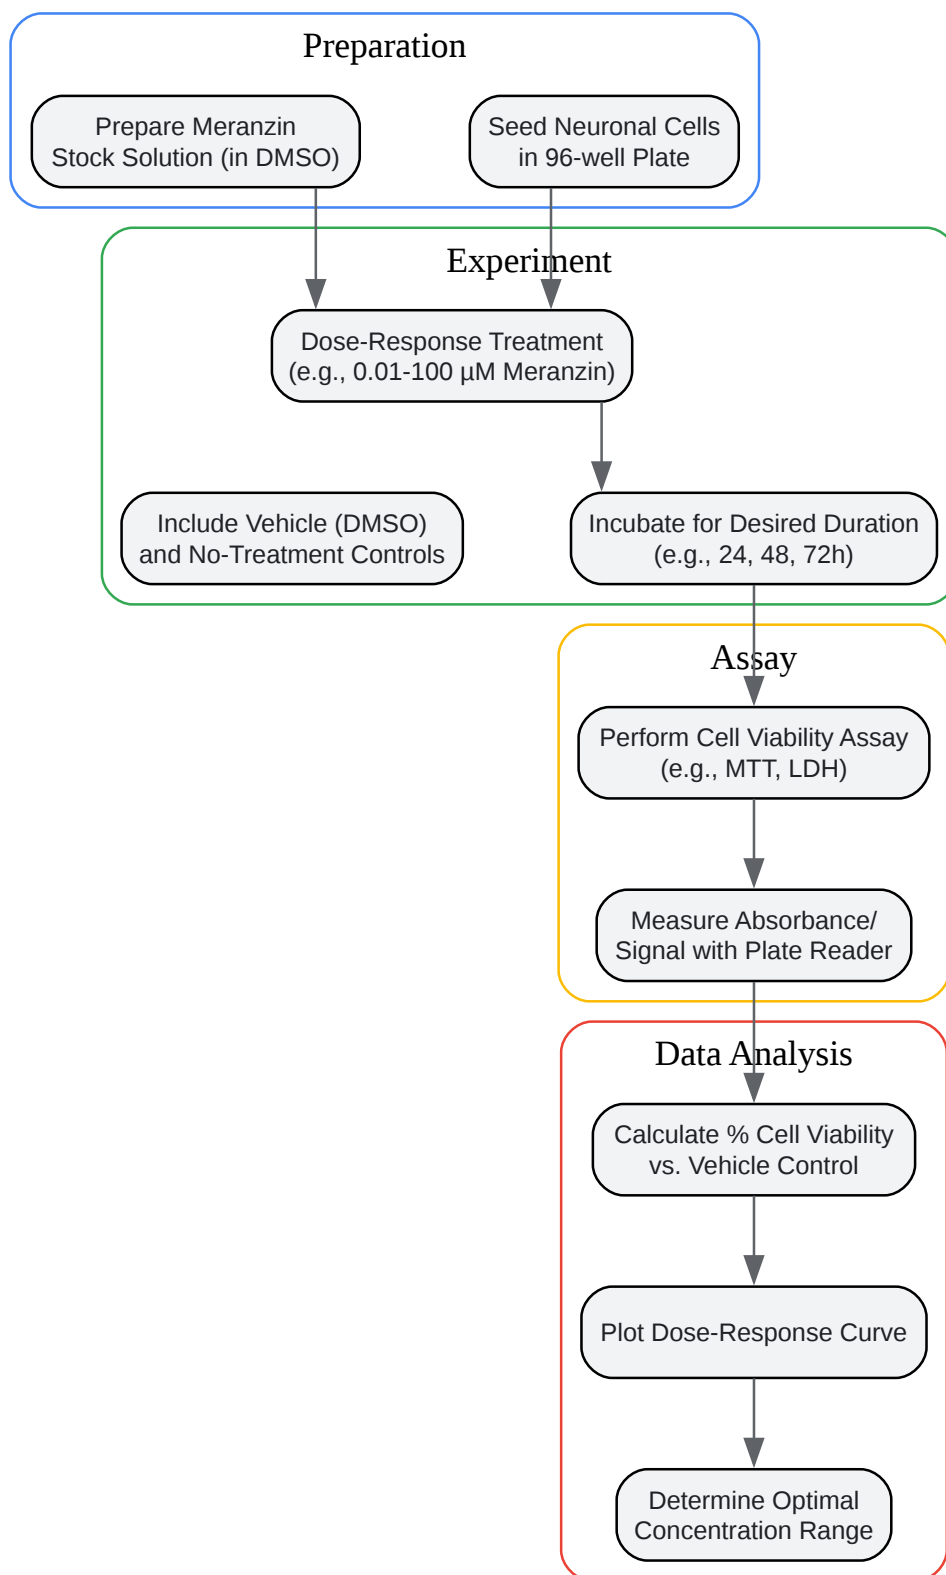 Preparation
Prepare Meranzin
Stock Solution (in DMSO)
Seed Neuronal Cells
in 96-well Plate
Experiment
Dose-Response Treatment
(e.g., 0.01-100 µM Meranzin)
Include Vehicle (DMSO)
and No-Treatment Controls
Incubate for Desired Duration
(e.g., 24, 48, 72h)
Assay
Perform Cell Viability Assay
(e.g., MTT, LDH)
Measure Absorbance/
Signal with Plate Reader
Data Analysis
Calculate % Cell Viability
vs. Vehicle Control
Plot Dose-Response Curve
Determine Optimal
Concentration Range